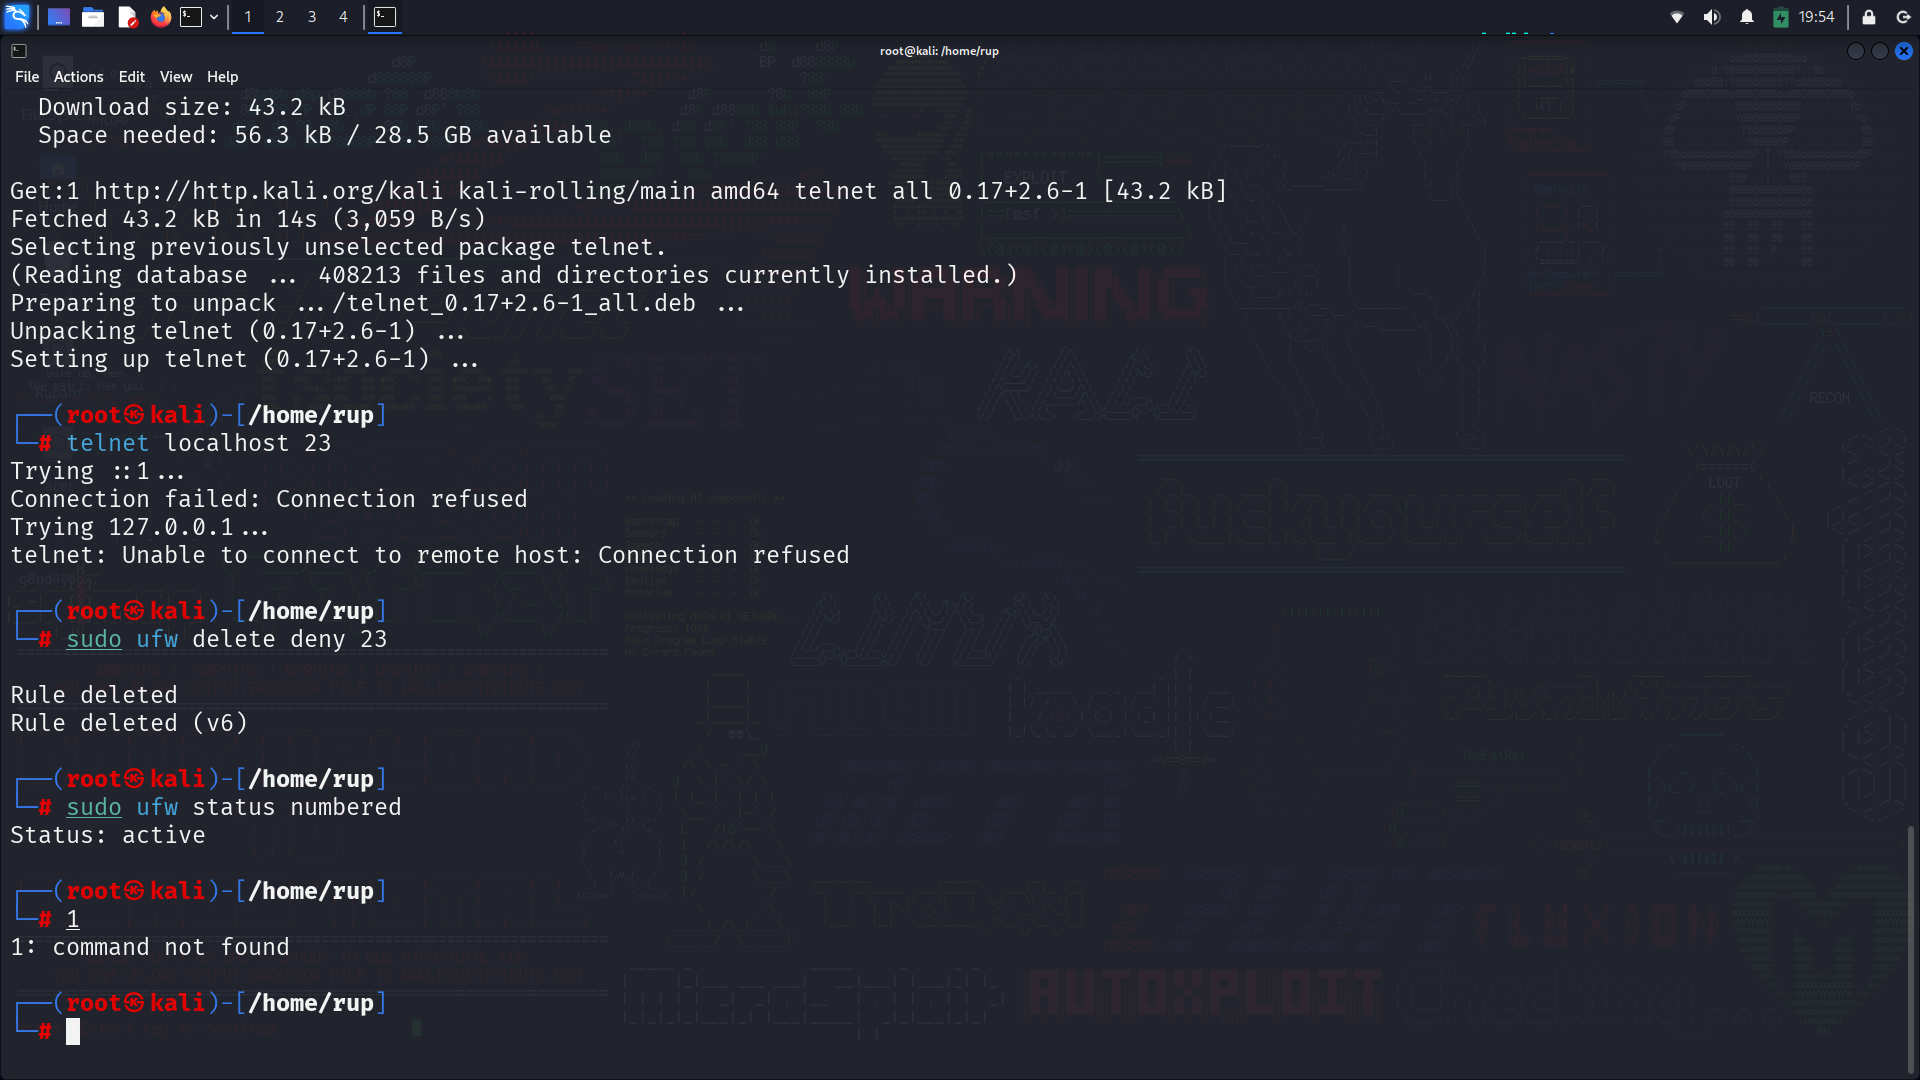 1 2 3 4
19:54
root@kali: /home/rup
File Actions Edit View Help
Download size: 43.2 kB
Space needed: 56.3 kB / 28.5 GB available
Get:1 http://http.kali.org/kali kali-rolling/main amd64 telnet all 0.17+2.6-1 [43.2 kB]
Fetched 43.2 kB in 14s (3,059 B/s)
Selecting previously unselected package telnet.
(Reading database ... 408213 files and directories currently installed.)
Preparing to unpack .../telnet_0.17+2.6-1_all.deb ...
Unpacking telnet (0.17+2.6-1) ...
Setting up telnet (0.17+2.6-1) ...
┌──(root㉿kali)-[/home/rup]
└─# telnet localhost 23
Trying ::1...
Connection failed: Connection refused
Trying 127.0.0.1...
telnet: Unable to connect to remote host: Connection refused
┌──(root㉿kali)-[/home/rup]
└─# sudo ufw delete deny 23
Rule deleted
Rule deleted (v6)
┌──(root㉿kali)-[/home/rup]
└─# sudo ufw status numbered
Status: active
┌──(root㉿kali)-[/home/rup]
└─# 1
1: command not found
┌──(root㉿kali)-[/home/rup]
└─#
WARNING
EXPLOIT
RECON
LOOT
TheFatRat
FLUXION
AUTOXPLOIT